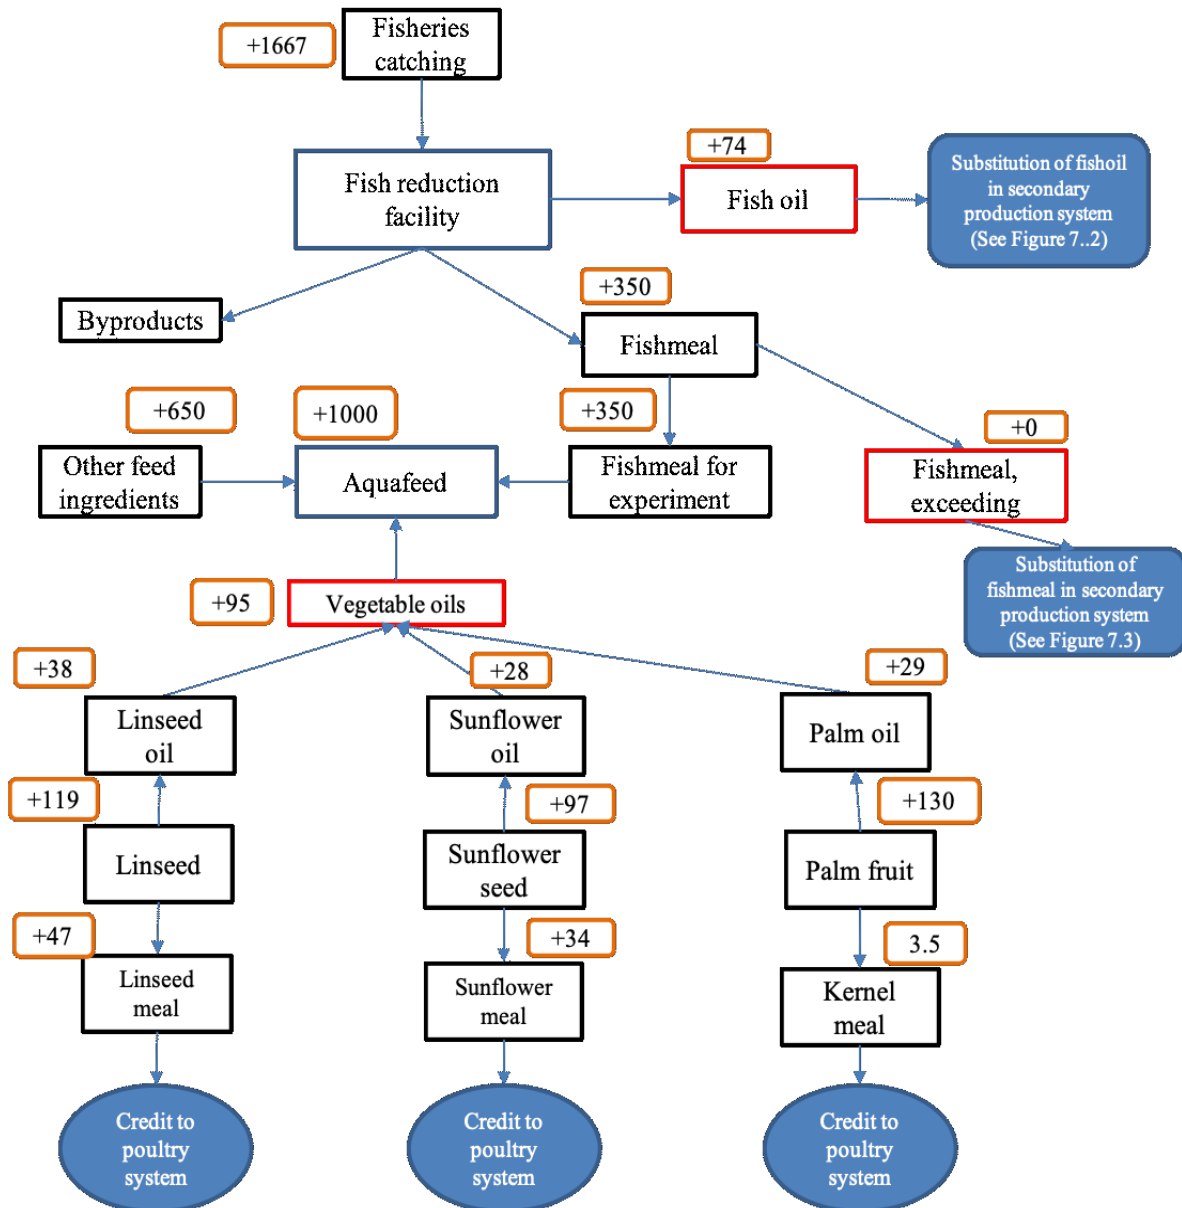 +1667
Fisheries
catching
+74
Fish reduction
facility
Fish oil
Substitution of fishoil
in secondary
production system
(See Figure 7..2)
+350
Byproducts
Fishmeal
+650
+1000
+350
+0
Other feed
ingredients
Aquafeed
Fishmeal for
experiment
Fishmeal,
exceeding
+95
Vegetable oils
Substitution of
fishmeal in secondary
production system
(See Figure 7.3)
+38
+28
+29
Linseed
oil
Sunflower
oil
Palm oil
+119
+97
+130
Linseed
Sunflower
seed
Palm fruit
+47
+34
3.5
Linseed
meal
Sunflower
meal
Kernel
meal
Credit to
poultry
system
Credit to
poultry
system
Credit to
poultry
system